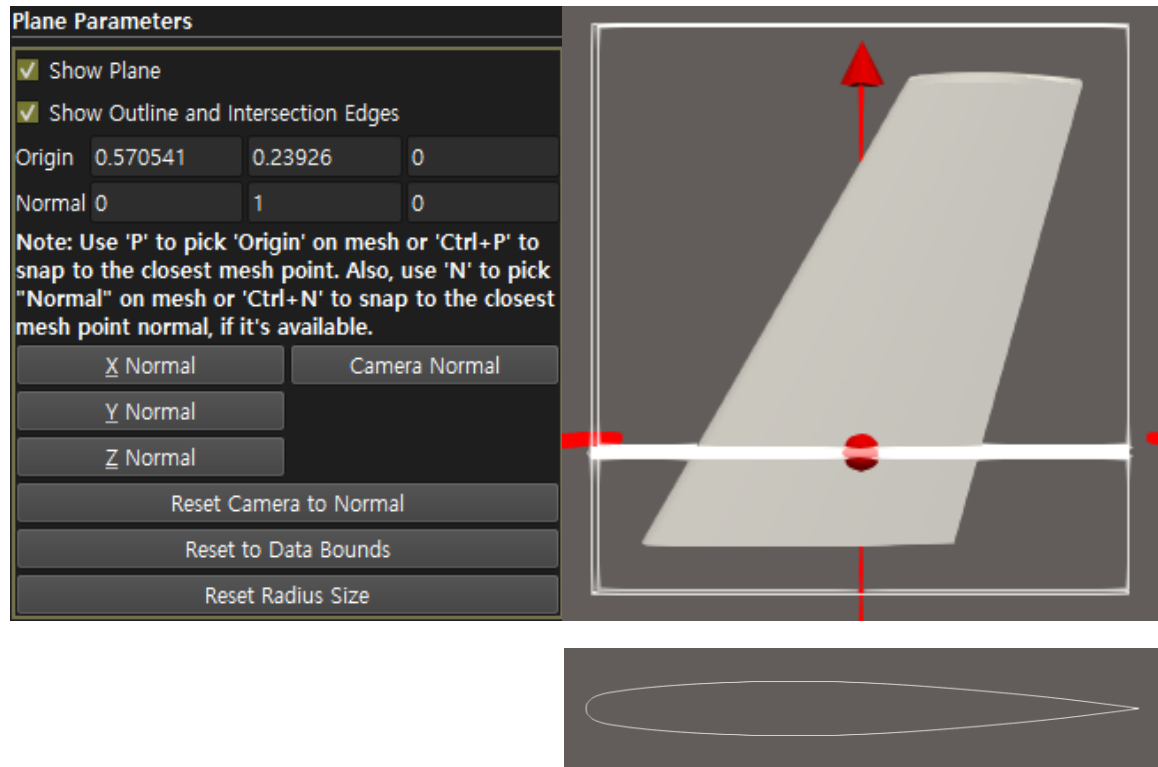 Plane Parameters
Show Plane
Show Outline and Intersection Edges
Origin 0.570541 0.23926 0
Normal 0 1 0
Note: Use 'P' to pick 'Origin' on mesh or 'Ctrl+P' to
snap to the closest mesh point. Also, use 'N' to pick
"Normal" on mesh or 'Ctrl+N' to snap to the closest
mesh point normal, if it's available.
X Normal Camera Normal
Y Normal
Z Normal
Reset Camera to Normal
Reset to Data Bounds
Reset Radius Size